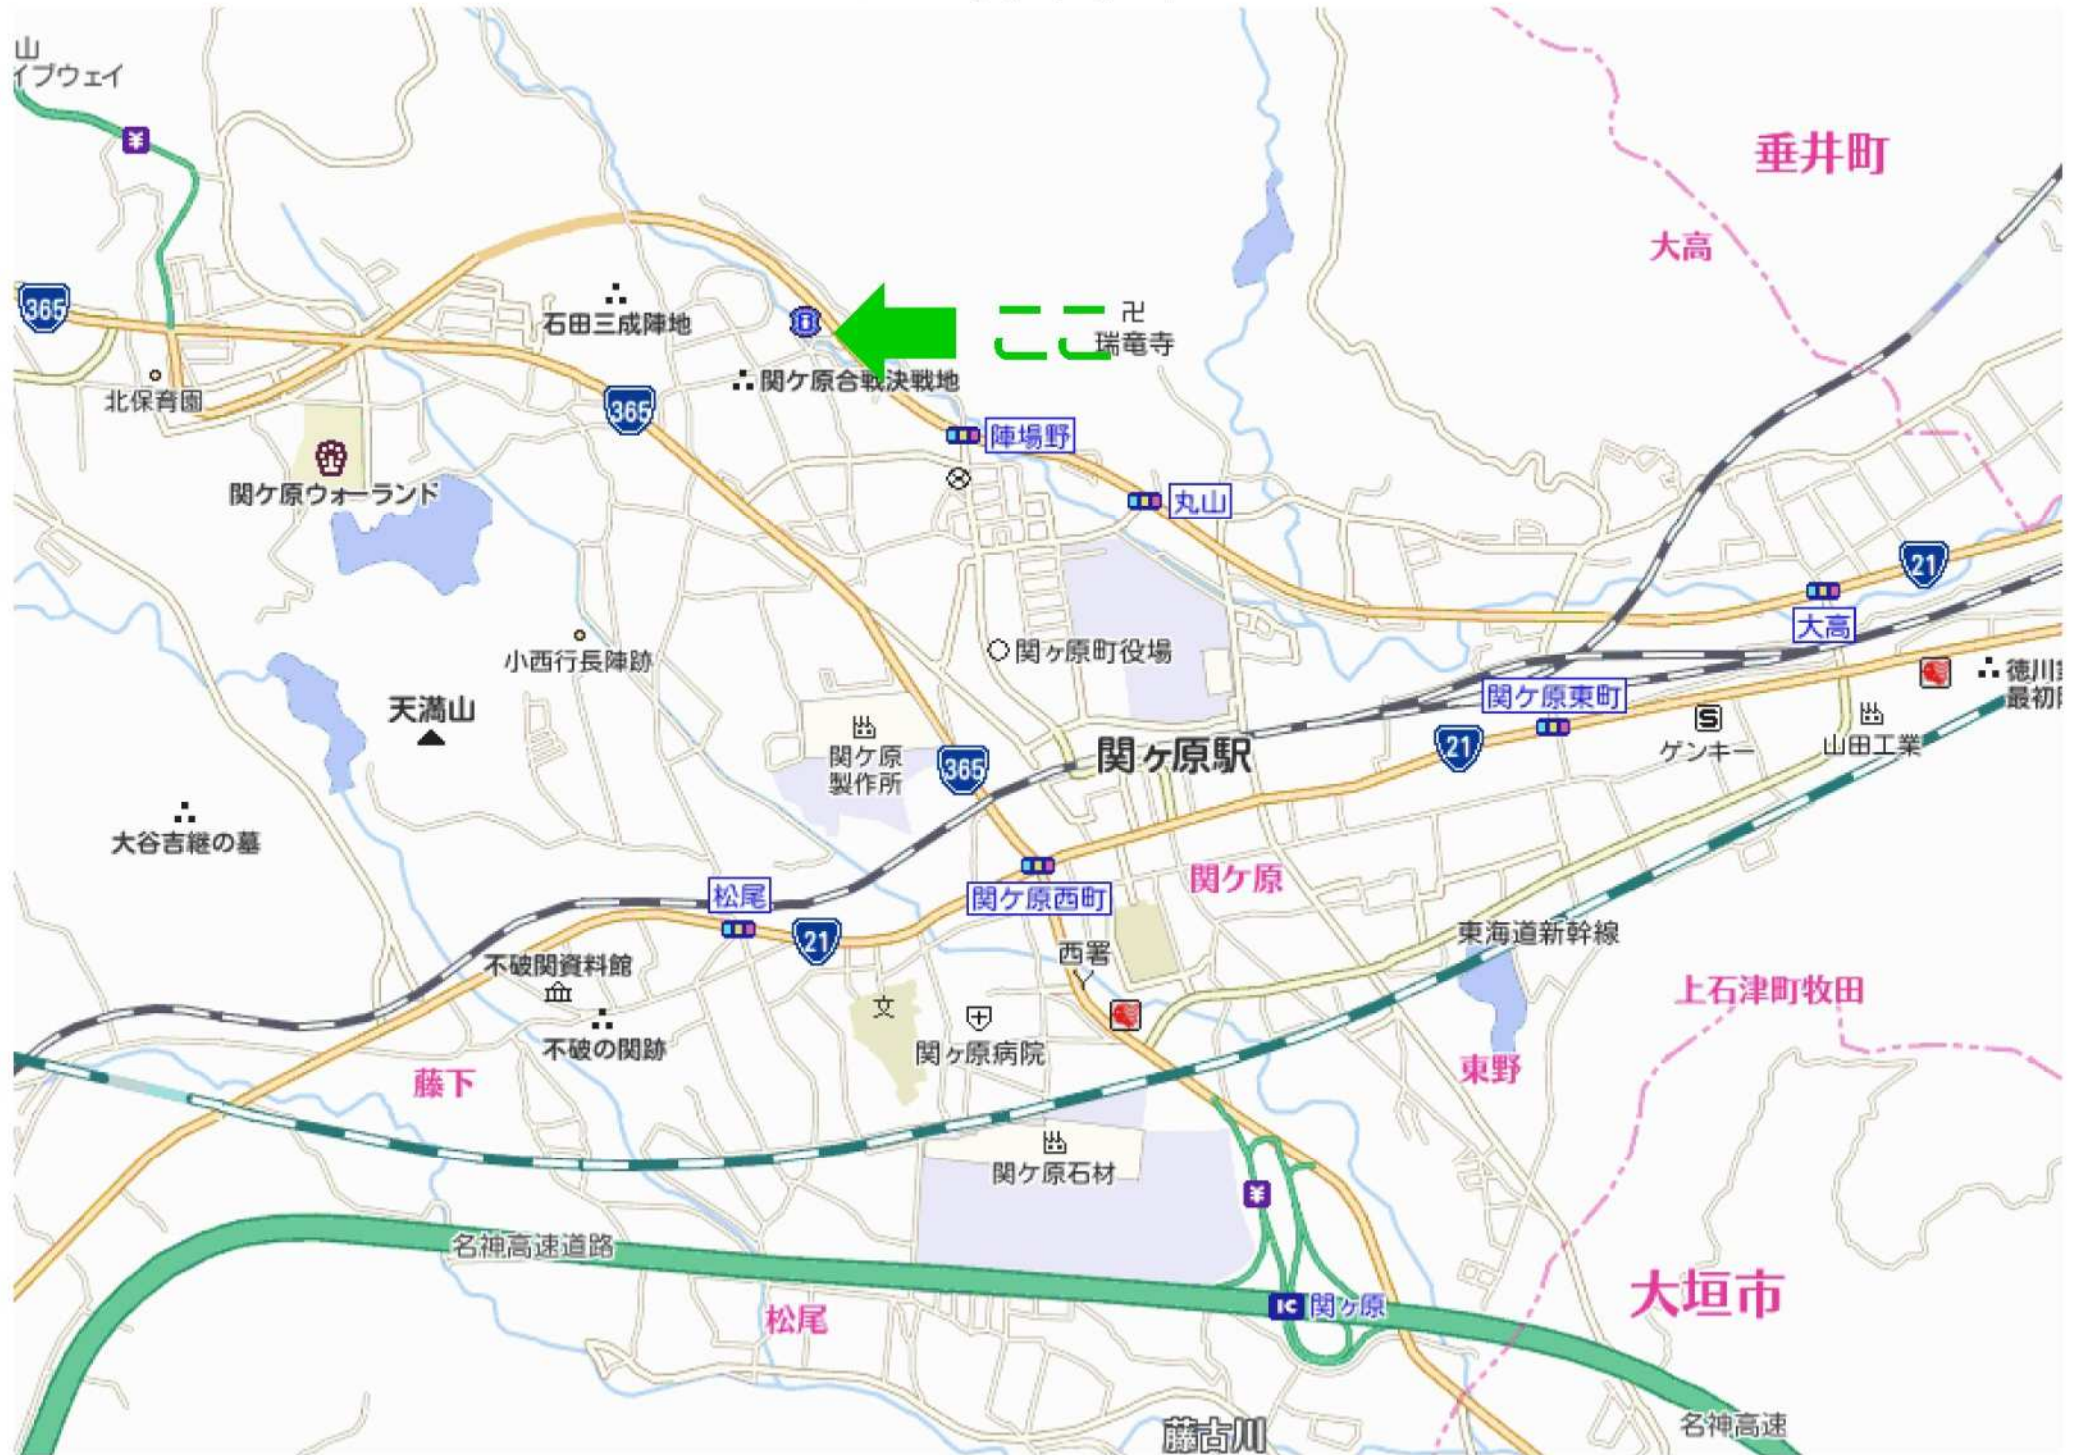 山
イブウェイ
¥
垂井町
大高
365
石田三成陣地
ここ
卍
瑞竜寺
北保育園
関ケ原合戦決戦地
365
陣場野
関ケ原ウォーランド
丸山
21
大高
小西行長陣跡
関ヶ原町役場
関ケ原東町
徳川
最初
天満山
関ケ原
製作所
365
関ヶ原駅
21
S
ゲンキー
山田工業
大谷吉継の墓
関ケ原西町
関ケ原
松尾
21
東海道新幹線
西署
不破関資料館
文
上石津町牧田
不破の関跡
関ヶ原病院
東野
藤下
関ケ原石材
¥
名神高速道路
IC 関ヶ原
大垣市
松尾
藤古川
名神高速